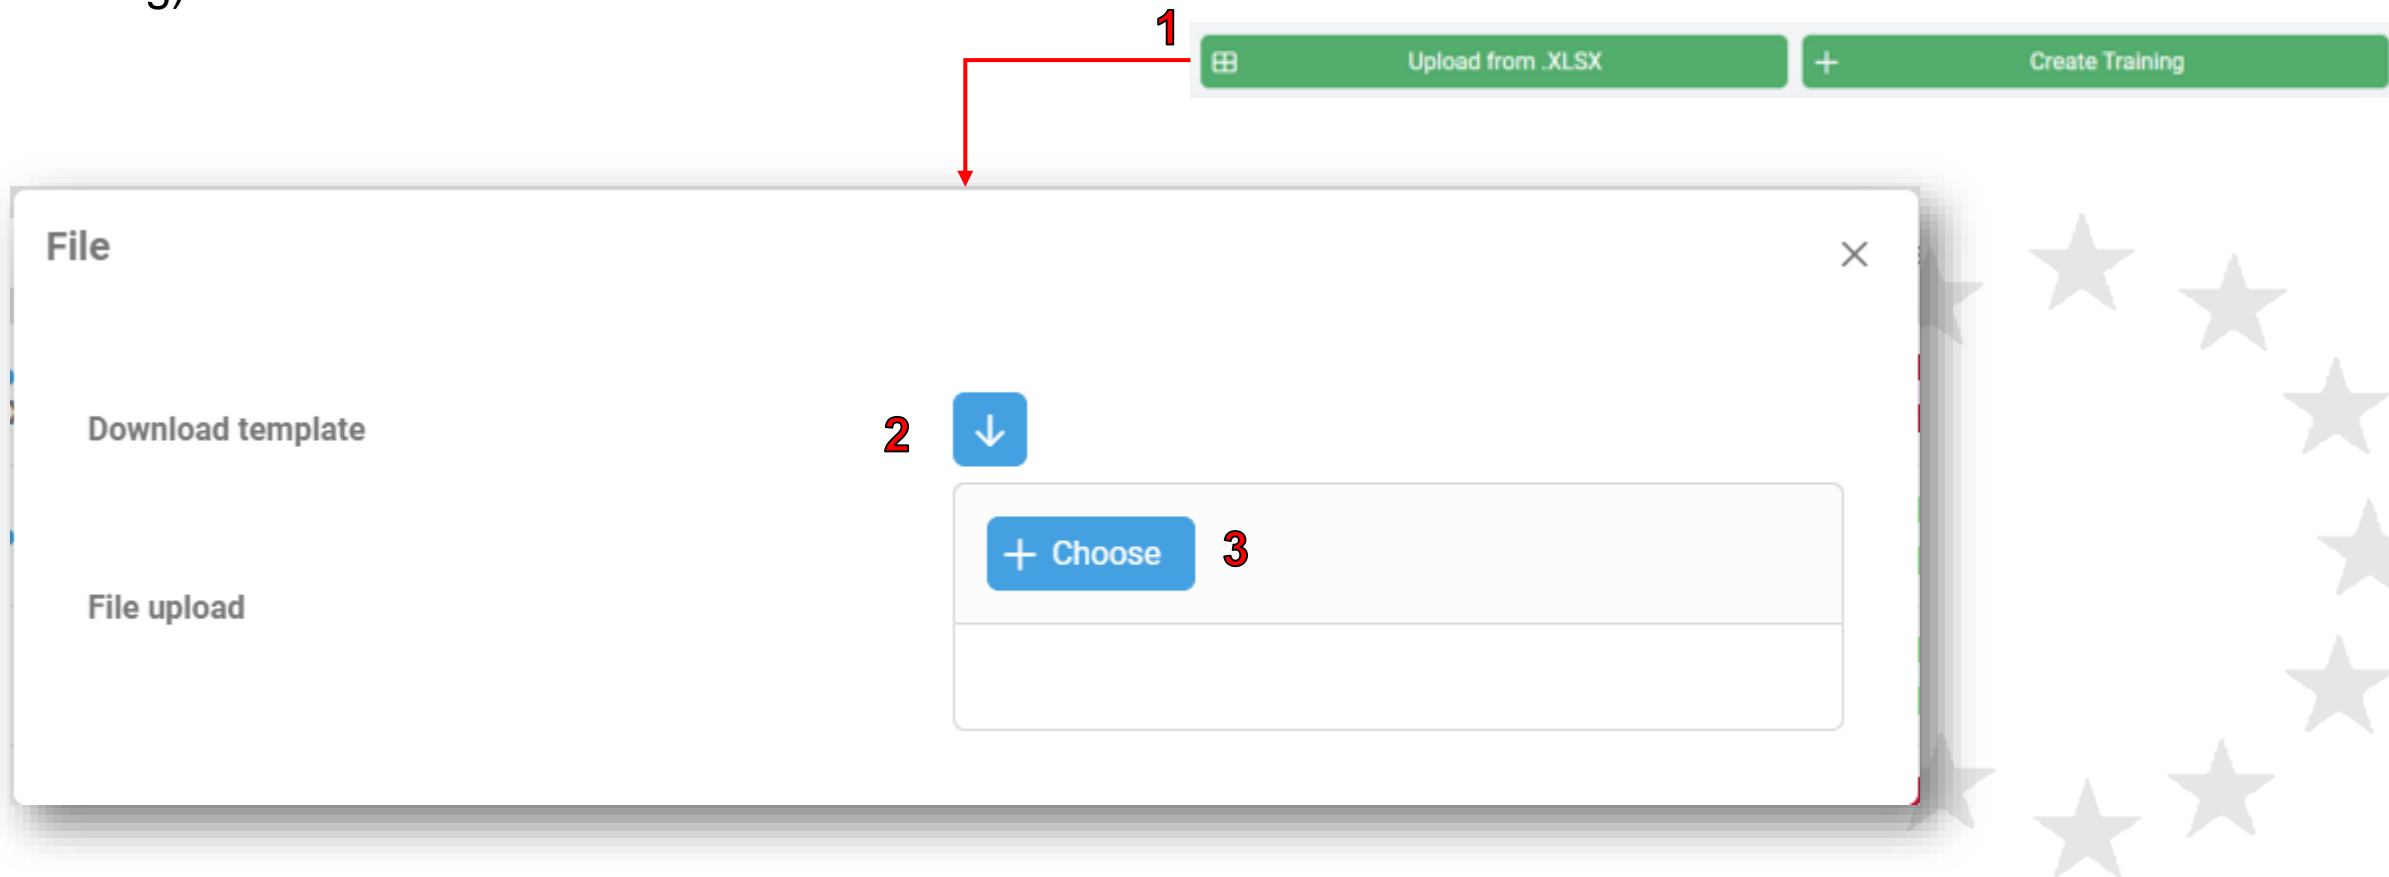 1
Upload from .XLSX
Create Training
File
Download template
2
Choose
3
File upload